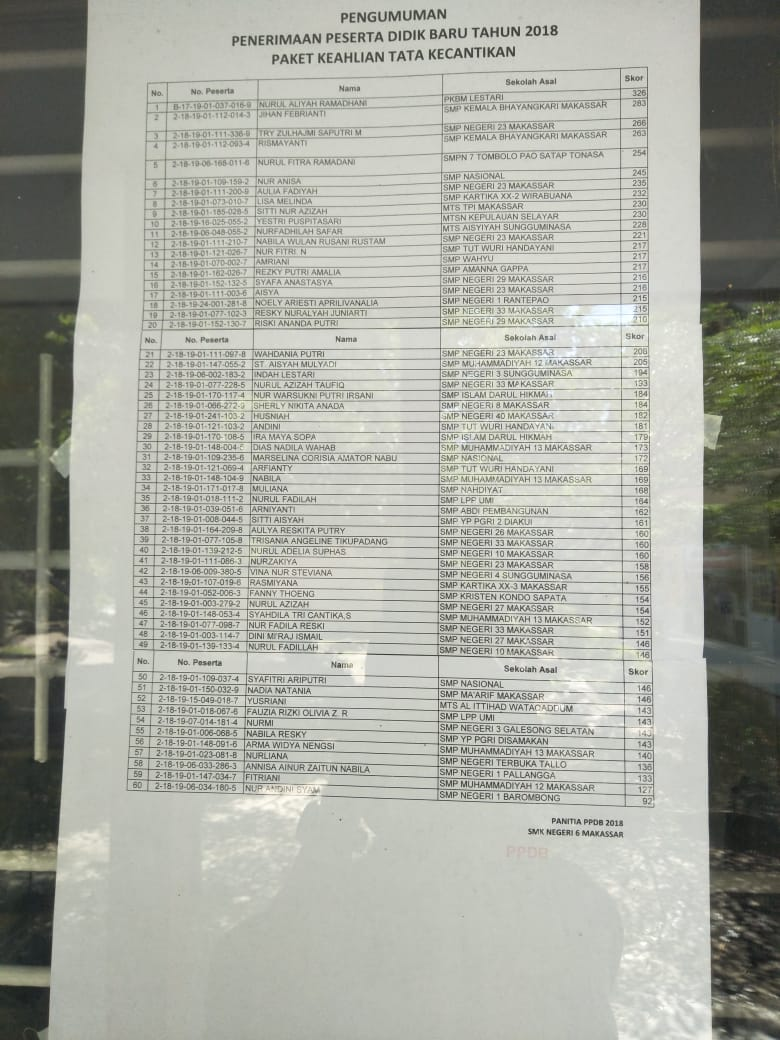 PENGUMUMAN
PENERIMAAN PESERTA DIDIK BARU TAHUN 2018
PAKET KEAHLIAN TATA KECANTIKAN
No. No. Peserta Nama Sekolah Asal Skor
1 B-17-19-01-037-016-9 NURUL ALIYAH RAMADHANI PKBM LESTARI 326
2 2-18-19-01-112-014-3 JIHAN FEBRIANTI SMP KEMALA BHAYANGKARI MAKASSAR 283
3 2-18-19-01-111-336-9 TRY ZULHAJMI SAPUTRI M SMP NEGERI 23 MAKASSAR 266
4 2-18-19-01-112-093-4 RISMAYANTI SMP KEMALA BHAYANGKARI MAKASSAR 263
5 2-18-19-06-168-011-6 NURUL FITRA RAMADANI SMPN 7 TOMBOLO PAO SATAP TONASA 254
6 2-18-19-01-109-159-2 NUR ANISA SMP NASIONAL 245
7 2-18-19-01-111-200-9 AULIA FADIYAH SMP NEGERI 23 MAKASSAR 235
8 2-18-19-01-073-010-7 LISA MELINDA SMP KARTIKA XX-2 WIRABUANA 232
9 2-18-19-01-185-028-5 SITTI NUR AZIZAH MTS TPI MAKASSAR 230
10 2-18-19-16-025-055-2 YESTRI PUSPITASARI MTSN KEPULAUAN SELAYAR 230
11 2-18-19-06-048-055-2 NURFADHILAH SAFAR MTS AISYIYAH SUNGGUMINASA 228
12 2-18-19-01-111-210-7 NABILA WULAN RUSANI RUSTAM SMP NEGERI 23 MAKASSAR 221
13 2-18-19-01-121-026-7 NUR FITRI. N SMP TUT WURI HANDAYANI 217
14 2-18-19-01-070-002-7 AMRIANI SMP WAHYU 217
15 2-18-19-01-162-026-7 REZKY PUTRI AMALIA SMP AMANNA GAPPA 217
16 2-18-19-01-152-132-5 SYAFA ANASTASYA SMP NEGERI 29 MAKASSAR 216
17 2-18-19-01-111-003-6 AISYA SMP NEGERI 23 MAKASSAR 216
18 2-18-19-24-001-281-8 NOELY ARIESTI APRILIVANALIA SMP NEGERI 1 RANTEPAO 215
19 2-18-19-01-077-102-3 RESKY NURALYAH JUNIARTI SMP NEGERI 33 MAKASSAR 215
20 2-18-19-01-152-130-7 RISKI ANANDA PUTRI SMP NEGERI 29 MAKASSAR 210
No. No. Peserta Nama Sekolah Asal Skor
21 2-18-19-01-111-097-8 WAHDANIA PUTRI SMP NEGERI 23 MAKASSAR 208
22 2-18-19-01-147-055-2 ST. AISYAH MULYADI SMP MUHAMMADIYAH 12 MAKASSAR 205
23 2-18-19-06-002-183-2 INDAH LESTARI SMP NEGERI 3 SUNGGUMINASA 194
24 2-18-19-01-077-228-5 NURUL AZIZAH TAUFIQ SMP NEGERI 33 MAKASSAR 193
25 2-18-19-01-170-117-4 NUR WARSUKNI PUTRI IRSANI SMP ISLAM DARUL HIKMAH 184
26 2-18-19-01-066-272-9 SHERLY NIKITA ANADA SMP NEGERI 8 MAKASSAR 184
27 2-18-19-01-241-103-2 HUSNIAH SMP NEGERI 40 MAKASSAR 182
28 2-18-19-01-121-103-2 ANDINI SMP TUT WURI HANDAYANI 181
29 2-18-19-01-170-108-5 IRA MAYA SOPA SMP ISLAM DARUL HIKMAH 179
30 2-18-19-01-148-004-5 DIAS NADILA WAHAB SMP MUHAMMADIYAH 13 MAKASSAR 173
31 2-18-19-01-109-235-6 MARSELINA CORISIA AMATOR NABU SMP NASIONAL 172
32 2-18-19-01-121-069-4 ARFIANTY SMP TUT WURI HANDAYANI 169
33 2-18-19-01-148-104-9 NABILA SMP MUHAMMADIYAH 13 MAKASSAR 169
34 2-18-19-01-171-017-8 MULIANA SMP NAHDIYAT 168
35 2-18-19-01-018-111-2 NURUL FADILAH SMP LPP UMI 164
36 2-18-19-01-039-051-6 ARNIYANTI SMP ABDI PEMBANGUNAN 162
37 2-18-19-01-008-044-5 SITTI AISYAH SMP YP PGRI 2 DIAKUI 161
38 2-18-19-01-164-209-8 AULYA RESKITA PUTRY SMP NEGERI 26 MAKASSAR 160
39 2-18-19-01-077-105-8 TRISANIA ANGELINE TIKUPADANG SMP NEGERI 33 MAKASSAR 160
40 2-18-19-01-139-212-5 NURUL ADELIA SUPHAS SMP NEGERI 10 MAKASSAR 160
41 2-18-19-01-111-086-3 NURZAKIYA SMP NEGERI 23 MAKASSAR 158
42 2-18-19-06-009-380-5 VINA NUR STEVIANA SMP NEGERI 4 SUNGGUMINASA 156
43 2-18-19-01-107-019-6 RASMIYANA SMP KARTIKA XX-3 MAKASSAR 155
44 2-18-19-01-052-006-3 FANNY THOENG SMP KRISTEN KONDO SAPATA 154
45 2-18-19-01-003-279-2 NURUL AZIZAH SMP NEGERI 27 MAKASSAR 154
46 2-18-19-01-148-053-4 SYAHDILA TRI CANTIKA,S SMP MUHAMMADIYAH 13 MAKASSAR 152
47 2-18-19-01-077-098-7 NUR FADILA RESKI SMP NEGERI 33 MAKASSAR 151
48 2-18-19-01-003-114-7 DINI MI'RAJ ISMAIL SMP NEGERI 27 MAKASSAR 146
49 2-18-19-01-139-133-4 NURUL FADILLAH SMP NEGERI 10 MAKASSAR 146
No. No. Peserta Nama Sekolah Asal Skor
50 2-18-19-01-109-037-4 SYAFITRI ARIPUTRI SMP NASIONAL 146
51 2-18-19-01-150-032-9 NADIA NATANIA SMP MA'ARIF MAKASSAR 146
52 2-18-19-15-049-018-7 YUSRIANI MTS AL ITTIHAD WATAQADDUM 143
53 2-18-19-01-018-067-6 FAUZIA RIZKI OLIVIA Z. R SMP LPP UMI 143
54 2-18-19-07-014-181-4 NURMI SMP NEGERI 3 GALESONG SELATAN 143
55 2-18-19-01-006-068-5 NABILA RESKY SMP YP PGRI DISAMAKAN 143
56 2-18-19-01-148-091-6 ARMA WIDYA NENGSI SMP MUHAMMADIYAH 13 MAKASSAR 140
57 2-18-19-01-023-081-8 NURLIANA SMP NEGERI TERBUKA TALLO 136
58 2-18-19-06-033-286-3 ANNISA AINUR ZAITUN NABILA SMP NEGERI 1 PALLANGGA 133
59 2-18-19-01-147-034-7 FITRIANI SMP MUHAMMADIYAH 12 MAKASSAR 127
60 2-18-19-06-034-180-5 NUR ANDINI SYAM SMP NEGERI 1 BAROMBONG 92
PANITIA PPDB 2018
SMK NEGERI 6 MAKASSAR
PPDB